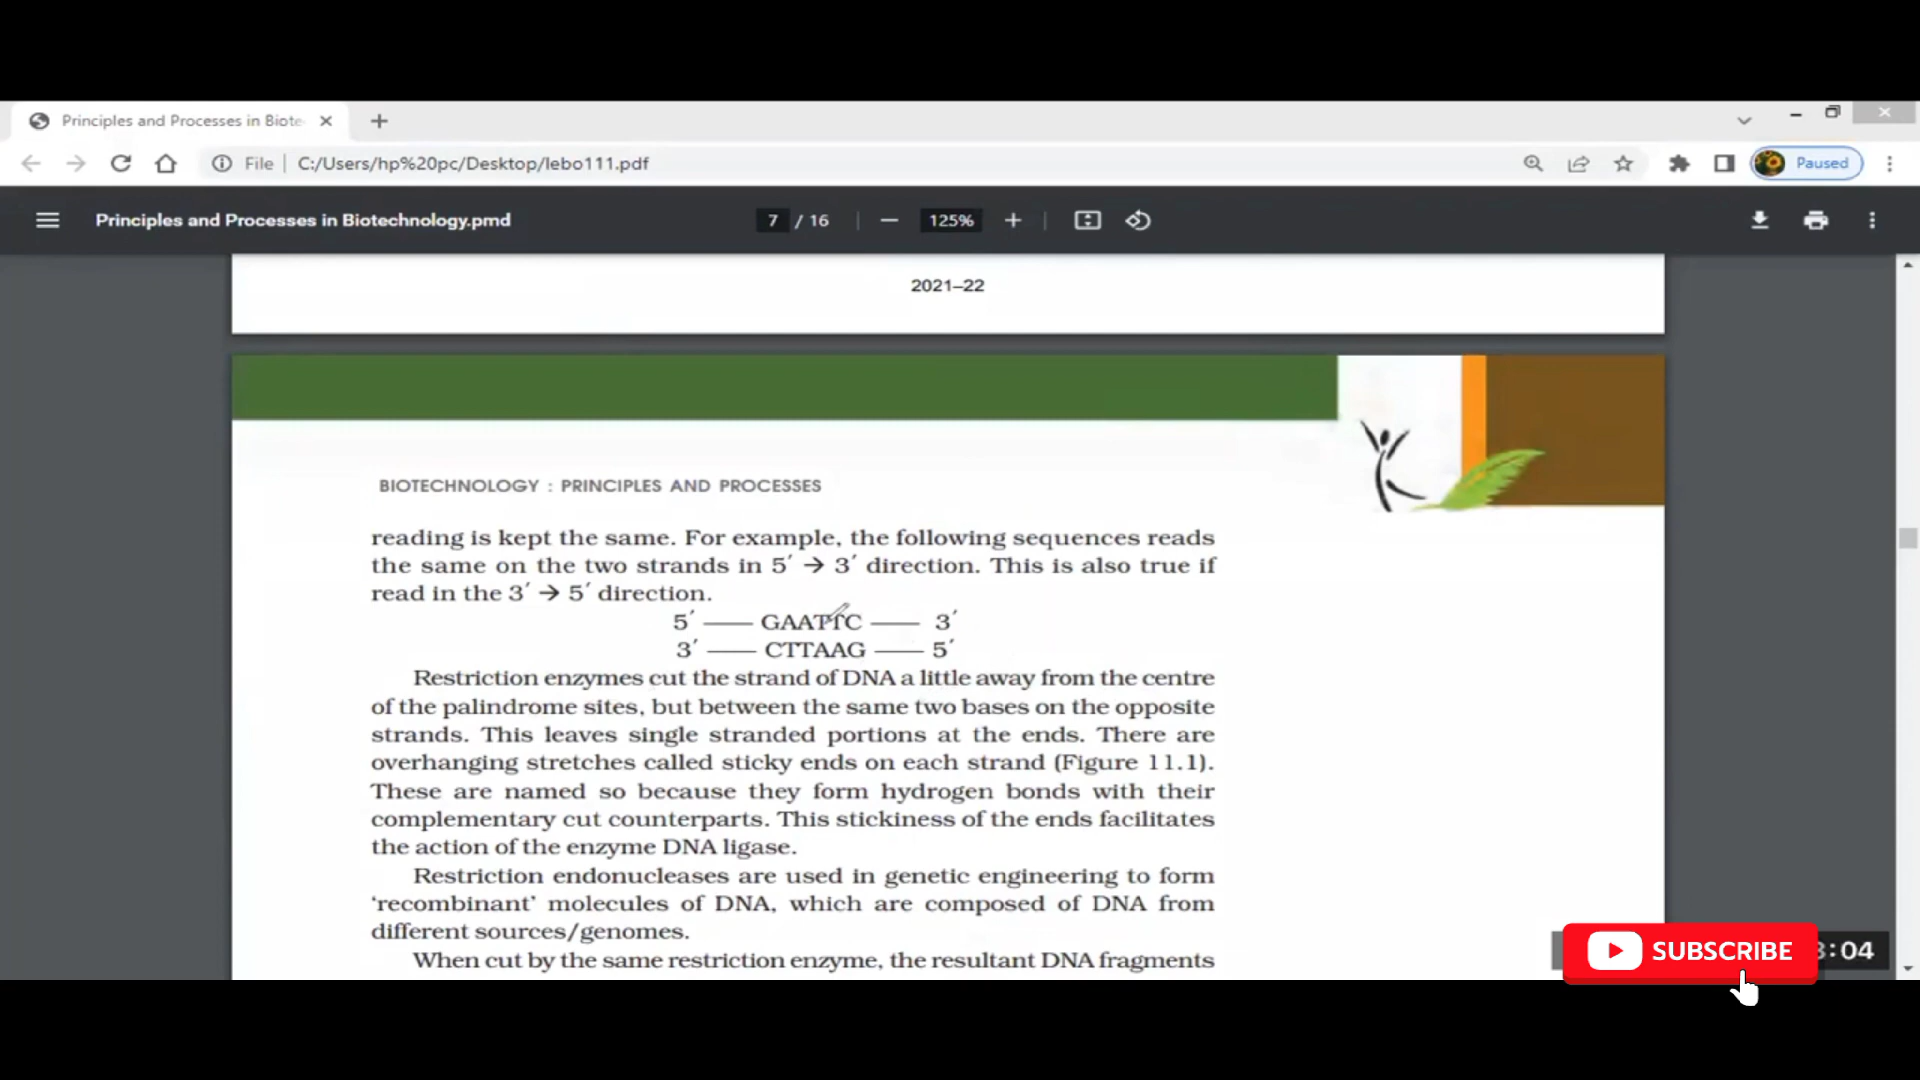 Principles and Processes in Biote
File C:/Users/hp%20pc/Desktop/lebo111.pdf Paused
Principles and Processes in Biotechnology.pmd 7 / 16 125%
2021–22
BIOTECHNOLOGY : PRINCIPLES AND PROCESSES
reading is kept the same. For example, the following sequences reads
the same on the two strands in 5′ → 3′ direction. This is also true if
read in the 3′ → 5′ direction.
5′ —— GAATTC —— 3′
3′ —— CTTAAG —— 5′
Restriction enzymes cut the strand of DNA a little away from the centre
of the palindrome sites, but between the same two bases on the opposite
strands. This leaves single stranded portions at the ends. There are
overhanging stretches called sticky ends on each strand (Figure 11.1).
These are named so because they form hydrogen bonds with their
complementary cut counterparts. This stickiness of the ends facilitates
the action of the enzyme DNA ligase.
Restriction endonucleases are used in genetic engineering to form
‘recombinant’ molecules of DNA, which are composed of DNA from
different sources/genomes.
When cut by the same restriction enzyme, the resultant DNA fragments
SUBSCRIBE
:04